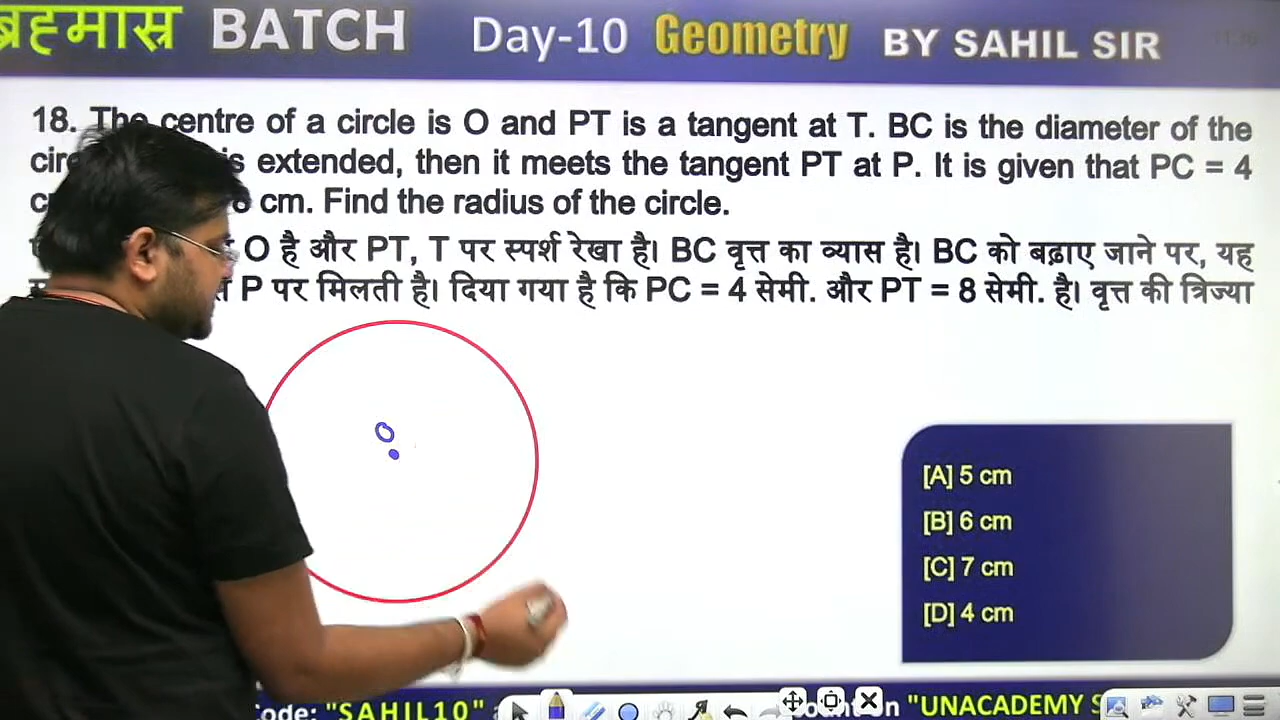 ब्रह्मास्र BATCH Day-10 Geometry BY SAHIL SIR
18. The centre of a circle is O and PT is a tangent at T. BC is the diameter of the
is extended, then it meets the tangent PT at P. It is given that PC = 4
8 cm. Find the radius of the circle.
O है और PT, T पर स्पर्श रेखा है। BC वृत्त का व्यास है। BC को बढ़ाए जाने पर, यह
P पर मिलती है। दिया गया है कि PC = 4 सेमी. और PT = 8 सेमी. है। वृत्त की त्रिज्या
O
[A] 5 cm
[B] 6 cm
[C] 7 cm
[D] 4 cm
Code: "SAHIL10" on "UNACADEMY S